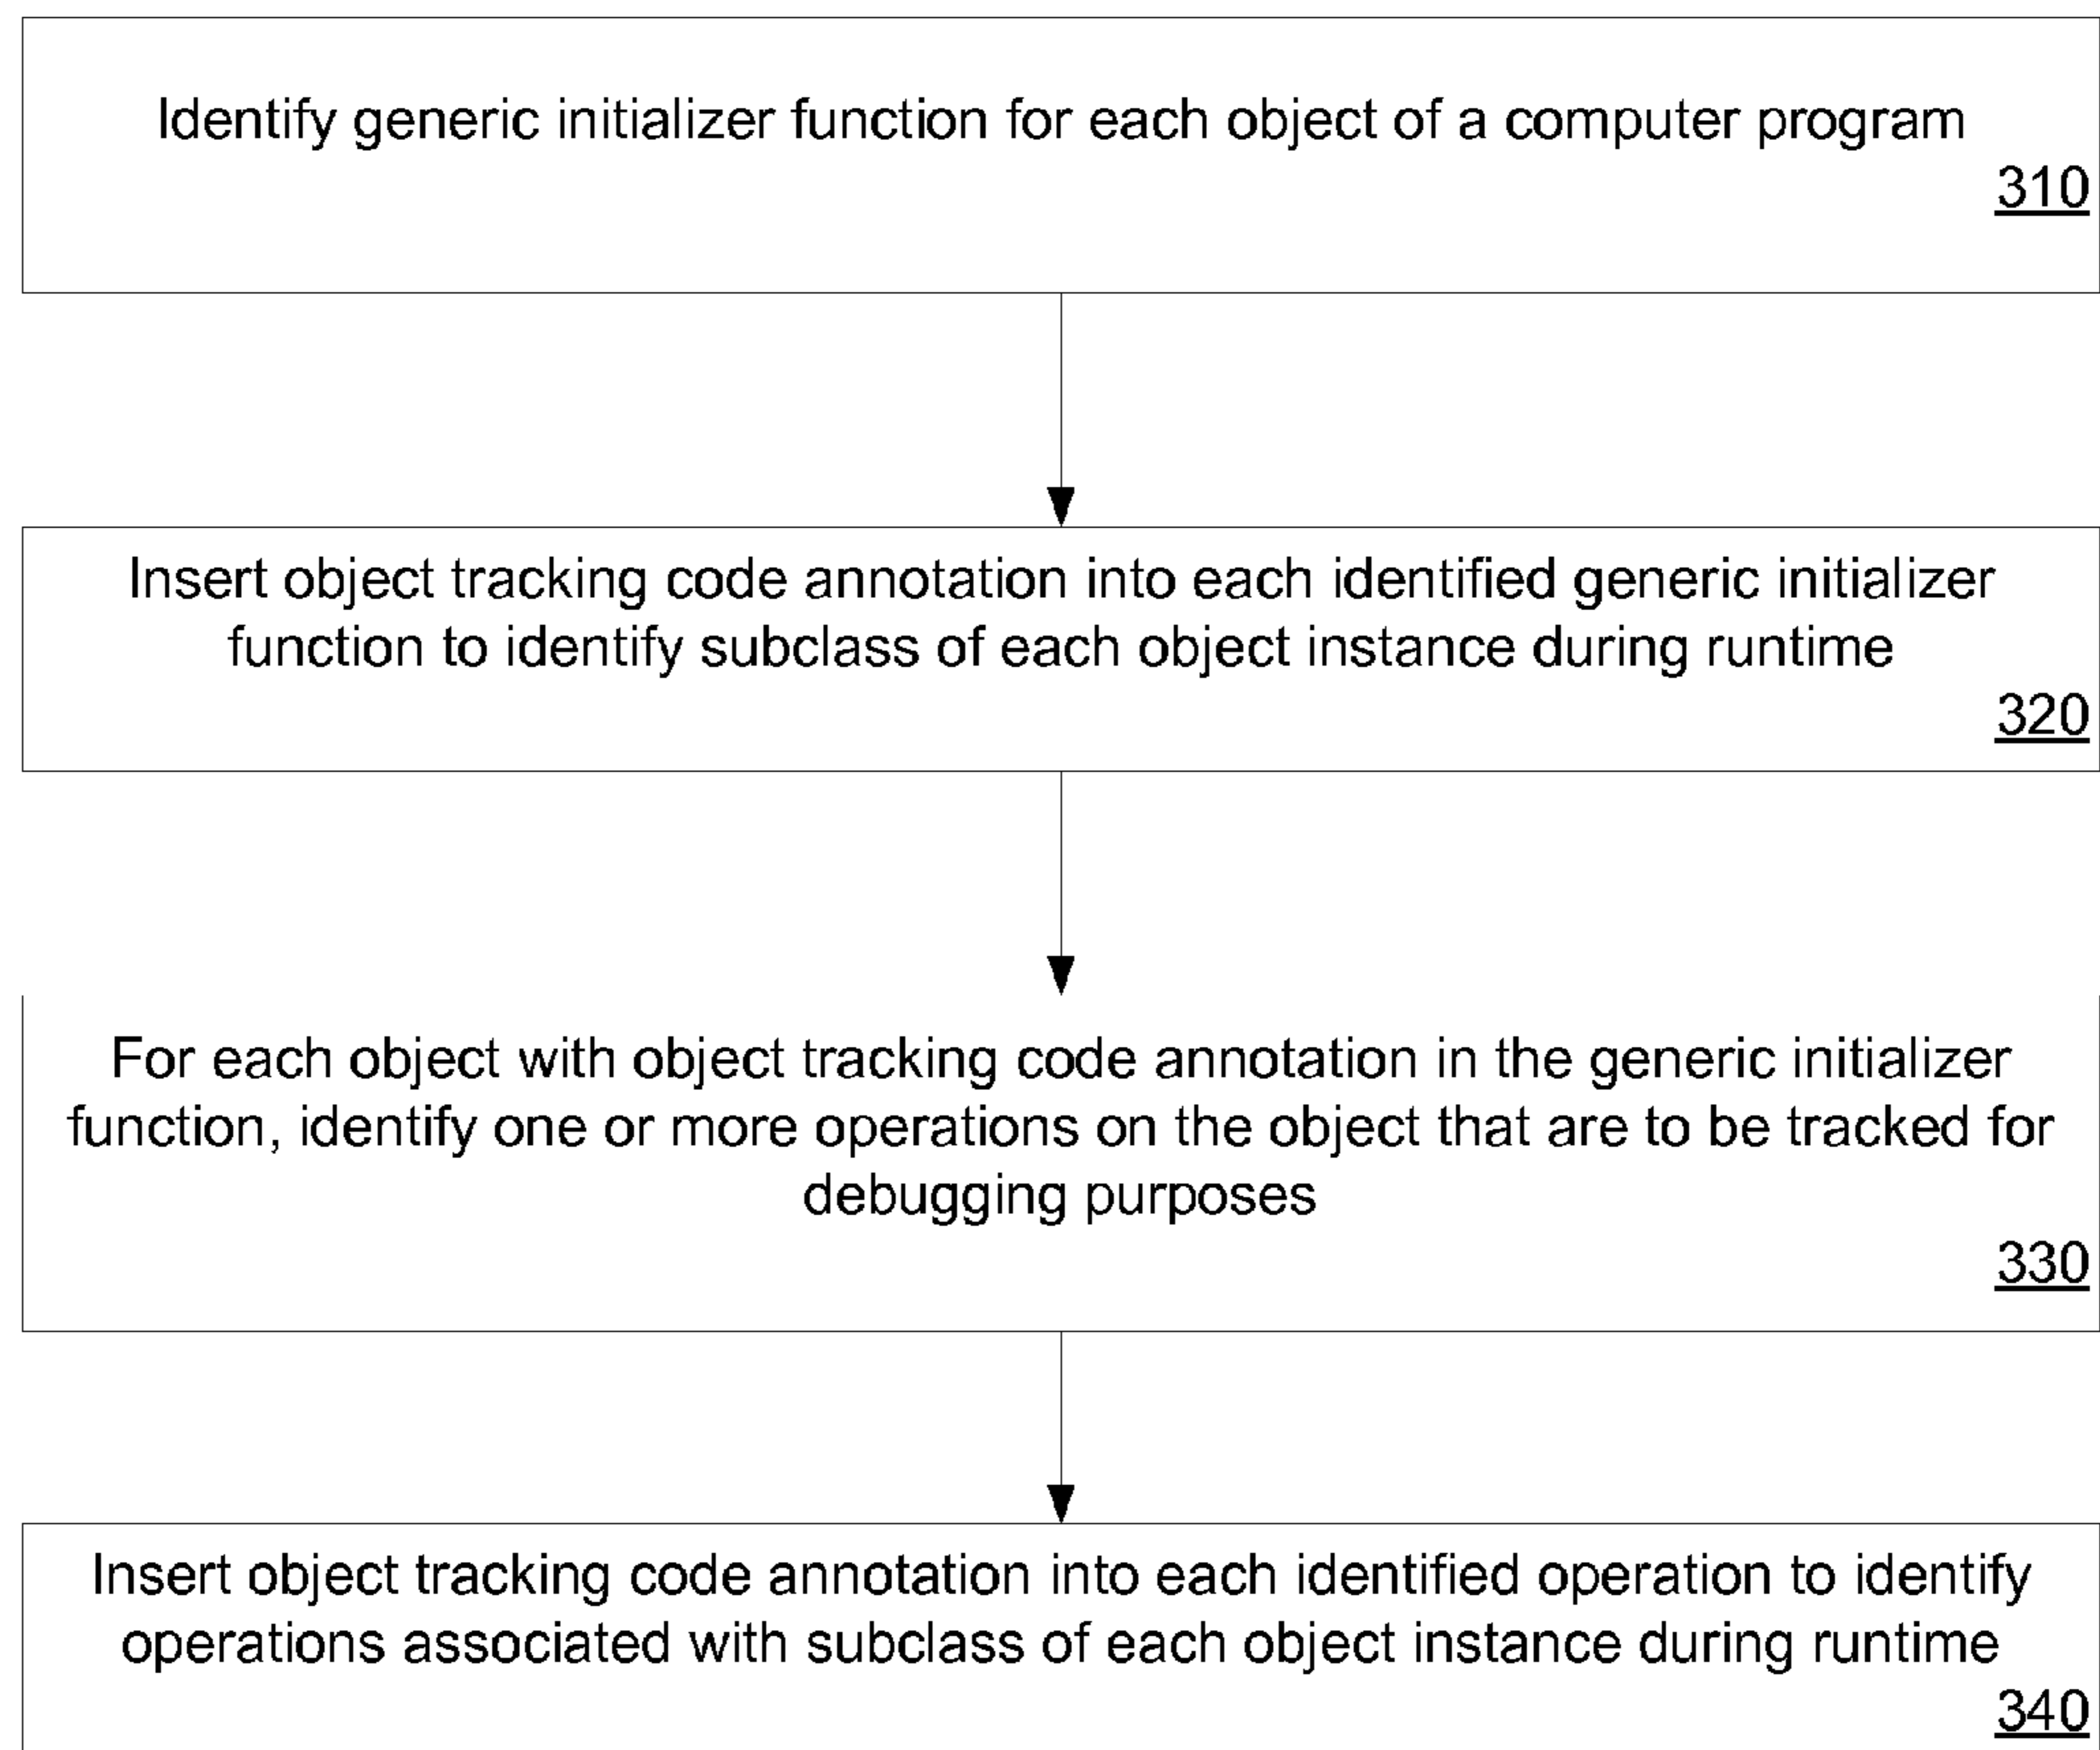 Identify generic initializer function for each object of a computer program
310
Insert object tracking code annotation into each identified generic initializer
function to identify subclass of each object instance during runtime
320
For each object with object tracking code annotation in the generic initializer
function, identify one or more operations on the object that are to be tracked for
debugging purposes
330
Insert object tracking code annotation into each identified operation to identify
operations associated with subclass of each object instance during runtime
340